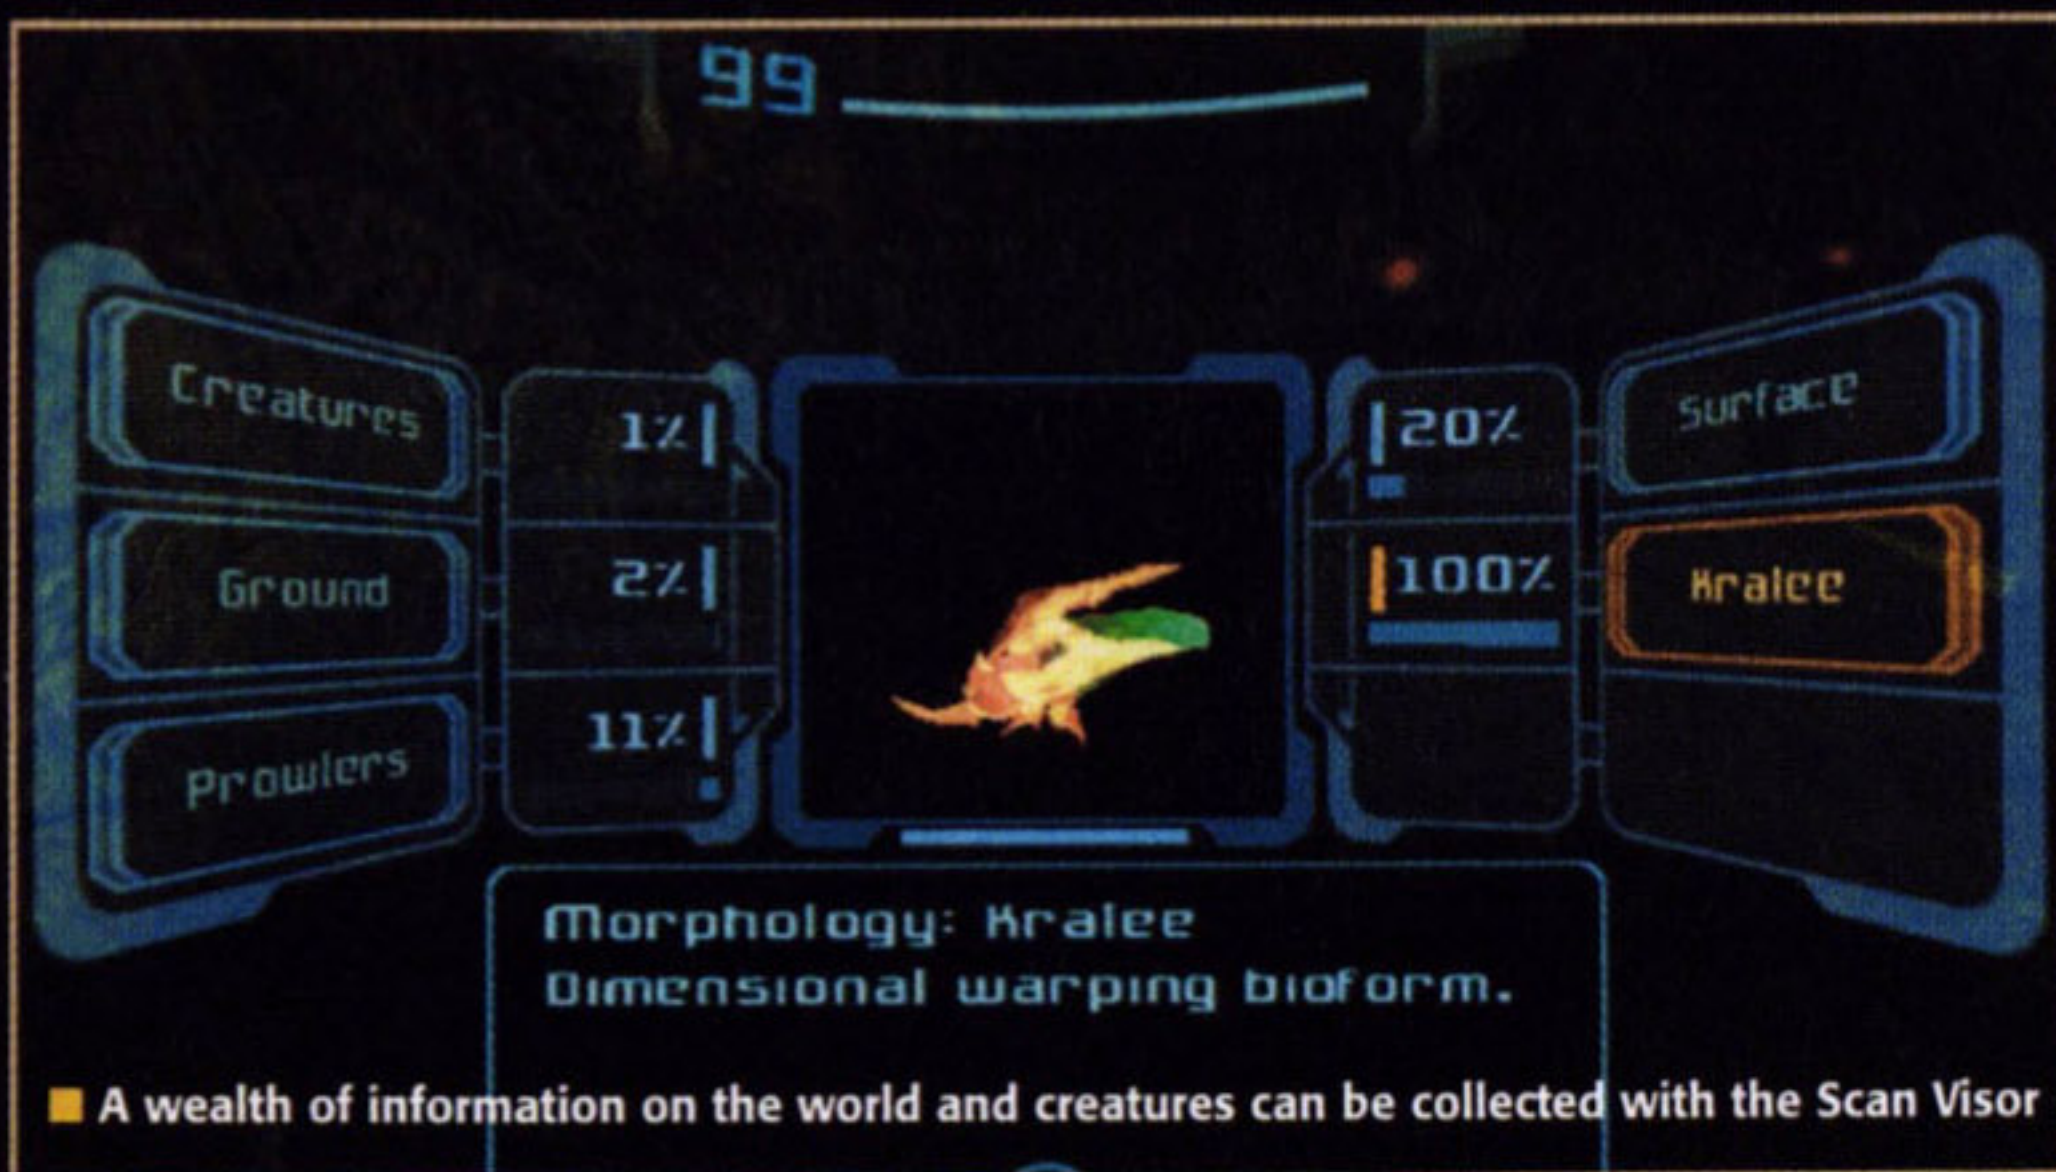 99
Creatures
1%
20%
Surface
Ground
2%
100%
Kralee
Prowlers
11%
Morphology: Kralee
Dimensional warping bioform.
A wealth of information on the world and creatures can be collected with the Scan Visor